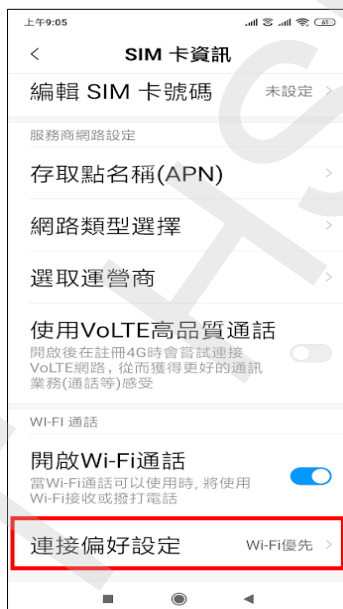 上午9:05
61
SIM 卡資訊
編輯 SIM 卡號碼 未設定
服務商網路設定
存取點名稱(APN)
網路類型選擇
選取運營商
使用VoLTE高品質通話
開啟後在註冊4G時會嘗試連接
VoLTE網路，從而獲得更好的通訊
業務(通話等)感受
WI-FI 通話
開啟Wi-Fi通話
當Wi-Fi通話可以使用時, 將使用
Wi-Fi接收或撥打電話
連接偏好設定 Wi-Fi優先